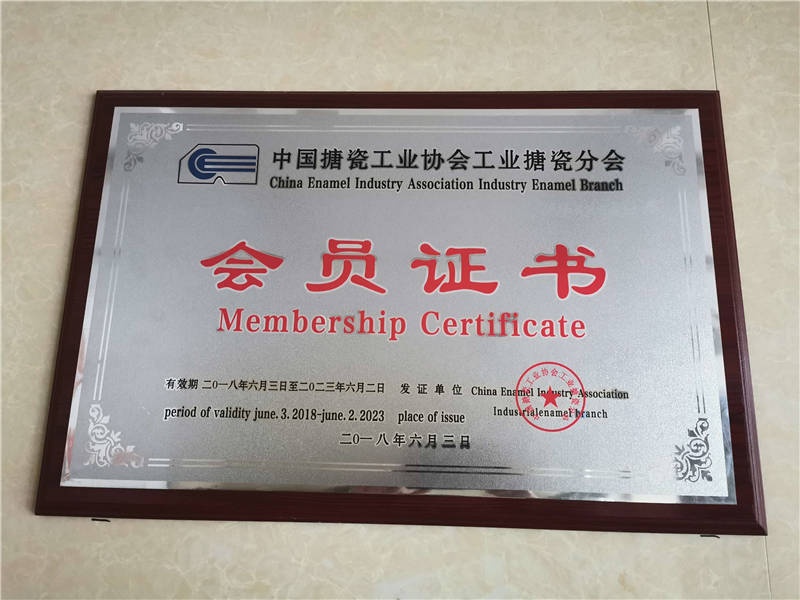 中国搪瓷工业协会工业搪瓷分会
China Enamel Industry Association Industry Enamel Branch
会员证书
Membership Certificate
有效期 二0一八年六月三日至二0二三年六月二日 发证单位 China Enamel Industry Association
period of validity june.3.2018-june.2.2023 place of issue Industrialenamel branch
二0一八年六月三日